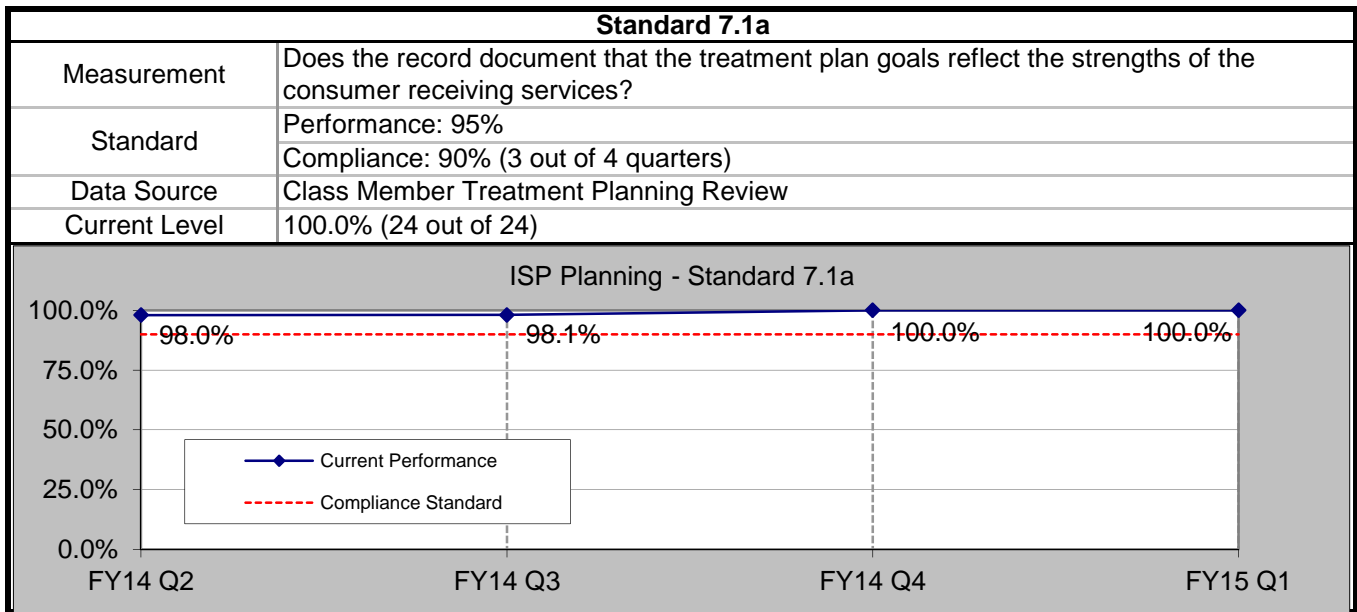 Standard 7.1a
Measurement
Does the record document that the treatment plan goals reflect the strengths of the
consumer receiving services?
Standard
Performance: 95%
Compliance: 90% (3 out of 4 quarters)
Data Source
Class Member Treatment Planning Review
Current Level
100.0% (24 out of 24)
ISP Planning - Standard 7.1a
100.0%
75.0%
50.0%
25.0%
0.0%
98.0%
98.1%
100.0%
100.0%
Current Performance
Compliance Standard
FY14 Q2
FY14 Q3
FY14 Q4
FY15 Q1